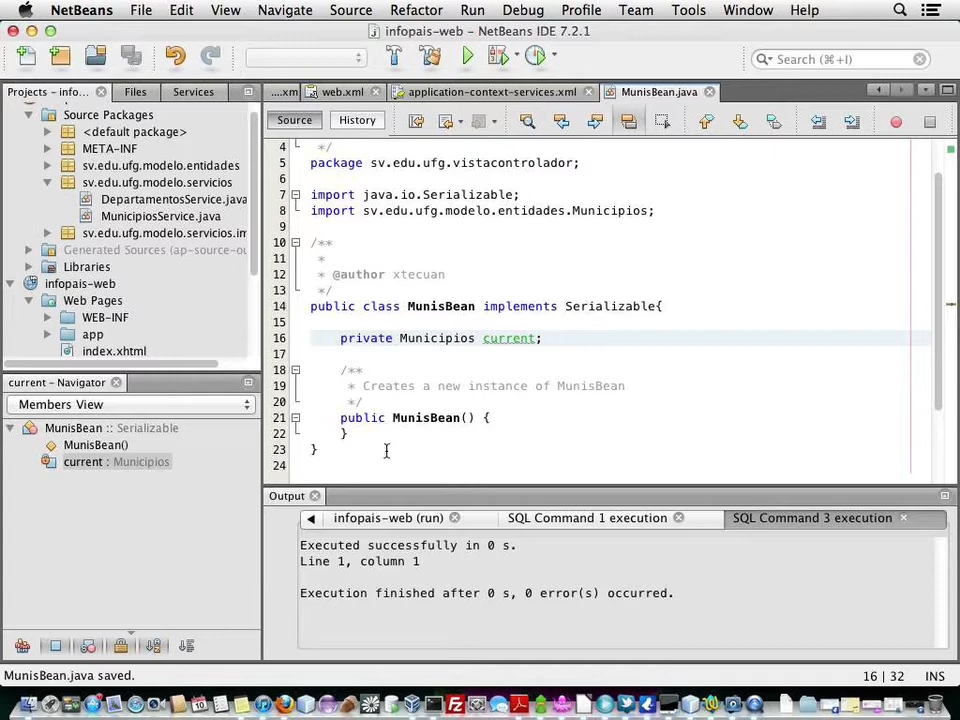 NetBeans File Edit View Navigate Source Refactor Run Debug Profile Team Tools Window Help
infopais-web - NetBeans IDE 7.2.1
Search (⌘+I)
Projects - info... Files Services
....xm web.xml application-context-services.xml MunisBean.java
Source History
Source Packages
<default package>
META-INF
sv.edu.ufg.modelo.entidades
sv.edu.ufg.modelo.servicios
DepartamentosService.java
MunicipiosService.java
sv.edu.ufg.modelo.servicios.im
Generated Sources (ap-source-ou
Libraries
infopais-web
Web Pages
WEB-INF
app
index.xhtml
current - Navigator
Members View
MunisBean :: Serializable
MunisBean()
current : Municipios
4 */
5 package sv.edu.ufg.vistacontrolador;
6
7 import java.io.Serializable;
8 import sv.edu.ufg.modelo.entidades.Municipios;
9
10 /**
11 *
12 * @author xtecuan
13 */
14 public class MunisBean implements Serializable{
15
16 private Municipios current;
17
18 /**
19 * Creates a new instance of MunisBean
20 */
21 public MunisBean() {
22 }
23 }
24
Output
infopais-web (run) SQL Command 1 execution SQL Command 3 execution
Executed successfully in 0 s.
Line 1, column 1
Execution finished after 0 s, 0 error(s) occurred.
MunisBean.java saved.
16 | 32 INS